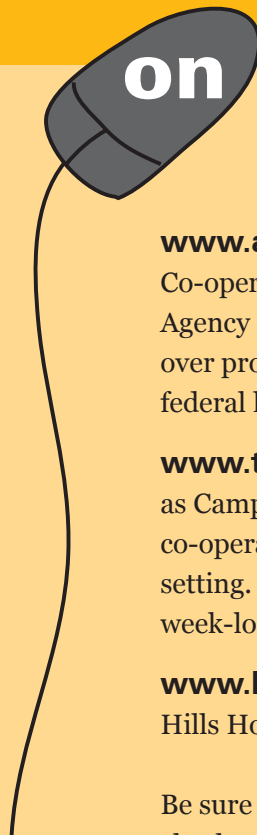 on
www.a
Co-oper
Agency
over pro
federal l
www.t
as Camp
co-opera
setting.
week-lo
www.l
Hills Ho
Be sure